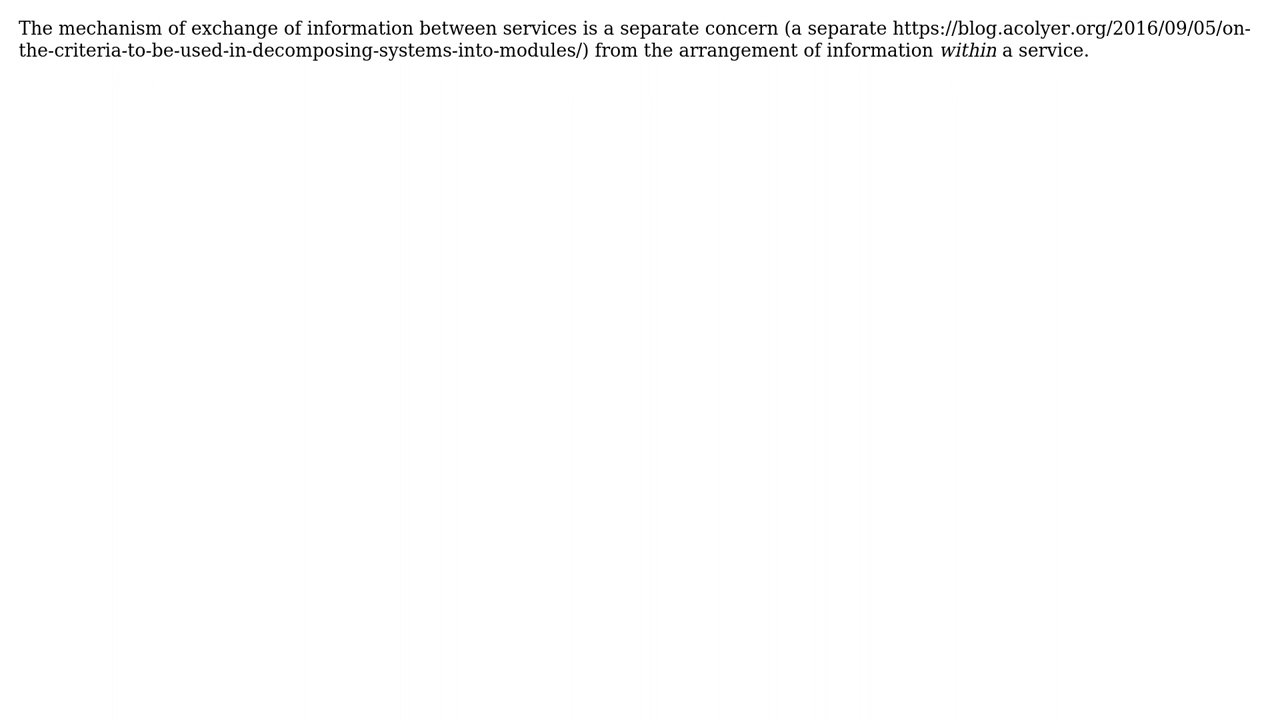 The mechanism of exchange of information between services is a separate concern (a separate https://blog.acolyer.org/2016/09/05/on-
the-criteria-to-be-used-in-decomposing-systems-into-modules/) from the arrangement of information within a service.